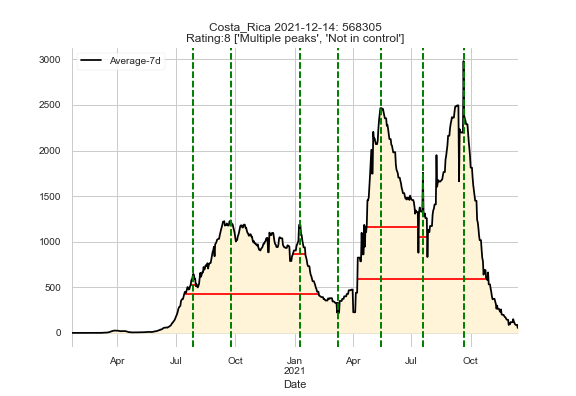 Costa_Rica 2021-12-14: 568305
Rating:8 ['Multiple peaks', 'Not in control']
Average-7d
3000
2500
2000
1500
1000
500
0
Apr
Jul
Oct
Jan
2021
Apr
Jul
Oct
Date